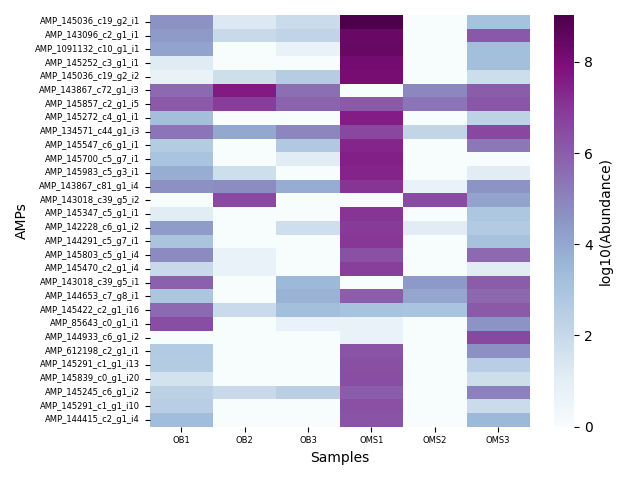 AMP_145036_c19_g2_i1
AMP_143096_c2_g1_i1
AMP_1091132_c10_g1_i1
AMP_145252_c3_g1_i1
AMP_145036_c19_g2_i2
AMP_143867_c72_g1_i3
AMP_145857_c2_g1_i5
AMP_145272_c4_g1_i1
AMP_134571_c44_g1_i3
AMP_145547_c6_g1_i1
AMP_145700_c5_g7_i1
AMP_145983_c5_g3_i1
AMP_143867_c81_g1_i4
AMP_143018_c39_g5_i2
AMP_145347_c5_g1_i1
AMP_142228_c6_g1_i2
AMP_144291_c5_g7_i1
AMP_145803_c5_g1_i4
AMP_145470_c2_g1_i4
AMP_143018_c39_g5_i1
AMP_144653_c7_g8_i1
AMP_145422_c2_g1_i16
AMP_85643_c0_g1_i1
AMP_144933_c6_g1_i2
AMP_612198_c2_g1_i1
AMP_145291_c1_g1_i13
AMP_145839_c0_g1_i20
AMP_145245_c6_g1_i2
AMP_145291_c1_g1_i10
AMP_144415_c2_g1_i4
AMPs
OB1 OB2 OB3 OMS1 OMS2 OMS3
Samples
8
6
4
2
0
log10(Abundance)